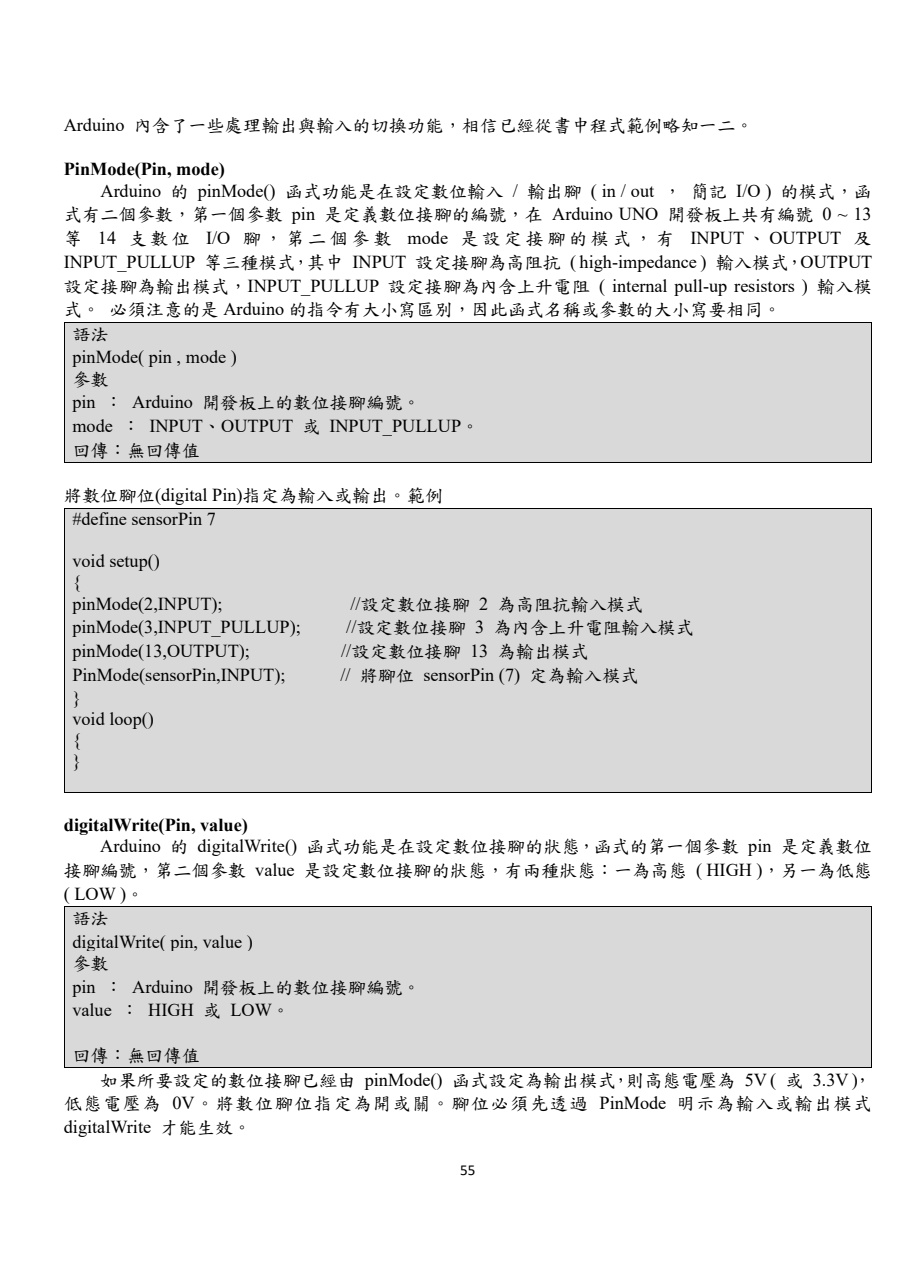 Arduino 內含了一些處理輸出與輸入的切換功能，相信已經從書中程式範例略知一二。
PinMode(Pin, mode)
Arduino 的 pinMode() 函式功能是在設定數位輸入 / 輸出腳 ( in / out ， 簡記 I/O ) 的模式，函
式有二個參數，第一個參數 pin 是定義數位接腳的編號，在 Arduino UNO 開發板上共有編號 0 ~ 13
等 14 支數位 I/O 腳，第二個參數 mode 是設定接腳的模式，有 INPUT、OUTPUT 及
INPUT_PULLUP 等三種模式，其中 INPUT 設定接腳為高阻抗 ( high-impedance ) 輸入模式，OUTPUT
設定接腳為輸出模式，INPUT_PULLUP 設定接腳為內含上升電阻 ( internal pull-up resistors ) 輸入模
式。 必須注意的是 Arduino 的指令有大小寫區別，因此函式名稱或參數的大小寫要相同。
語法
pinMode( pin , mode )
參數
pin ： Arduino 開發板上的數位接腳編號。
mode ： INPUT、OUTPUT 或 INPUT_PULLUP。
回傳：無回傳值
將數位腳位(digital Pin)指定為輸入或輸出。範例
#define sensorPin 7
void setup()
{
pinMode(2,INPUT); //設定數位接腳 2 為高阻抗輸入模式
pinMode(3,INPUT_PULLUP); //設定數位接腳 3 為內含上升電阻輸入模式
pinMode(13,OUTPUT); //設定數位接腳 13 為輸出模式
PinMode(sensorPin,INPUT); // 將腳位 sensorPin (7) 定為輸入模式
}
void loop()
{
}
digitalWrite(Pin, value)
Arduino 的 digitalWrite() 函式功能是在設定數位接腳的狀態，函式的第一個參數 pin 是定義數位
接腳編號，第二個參數 value 是設定數位接腳的狀態，有兩種狀態：一為高態 ( HIGH )，另一為低態
( LOW )。
語法
digitalWrite( pin, value )
參數
pin ： Arduino 開發板上的數位接腳編號。
value ： HIGH 或 LOW。
回傳：無回傳值
如果所要設定的數位接腳已經由 pinMode() 函式設定為輸出模式，則高態電壓為 5V ( 或 3.3V )，
低態電壓為 0V。將數位腳位指定為開或關。腳位必須先透過 PinMode 明示為輸入或輸出模式
digitalWrite 才能生效。
55